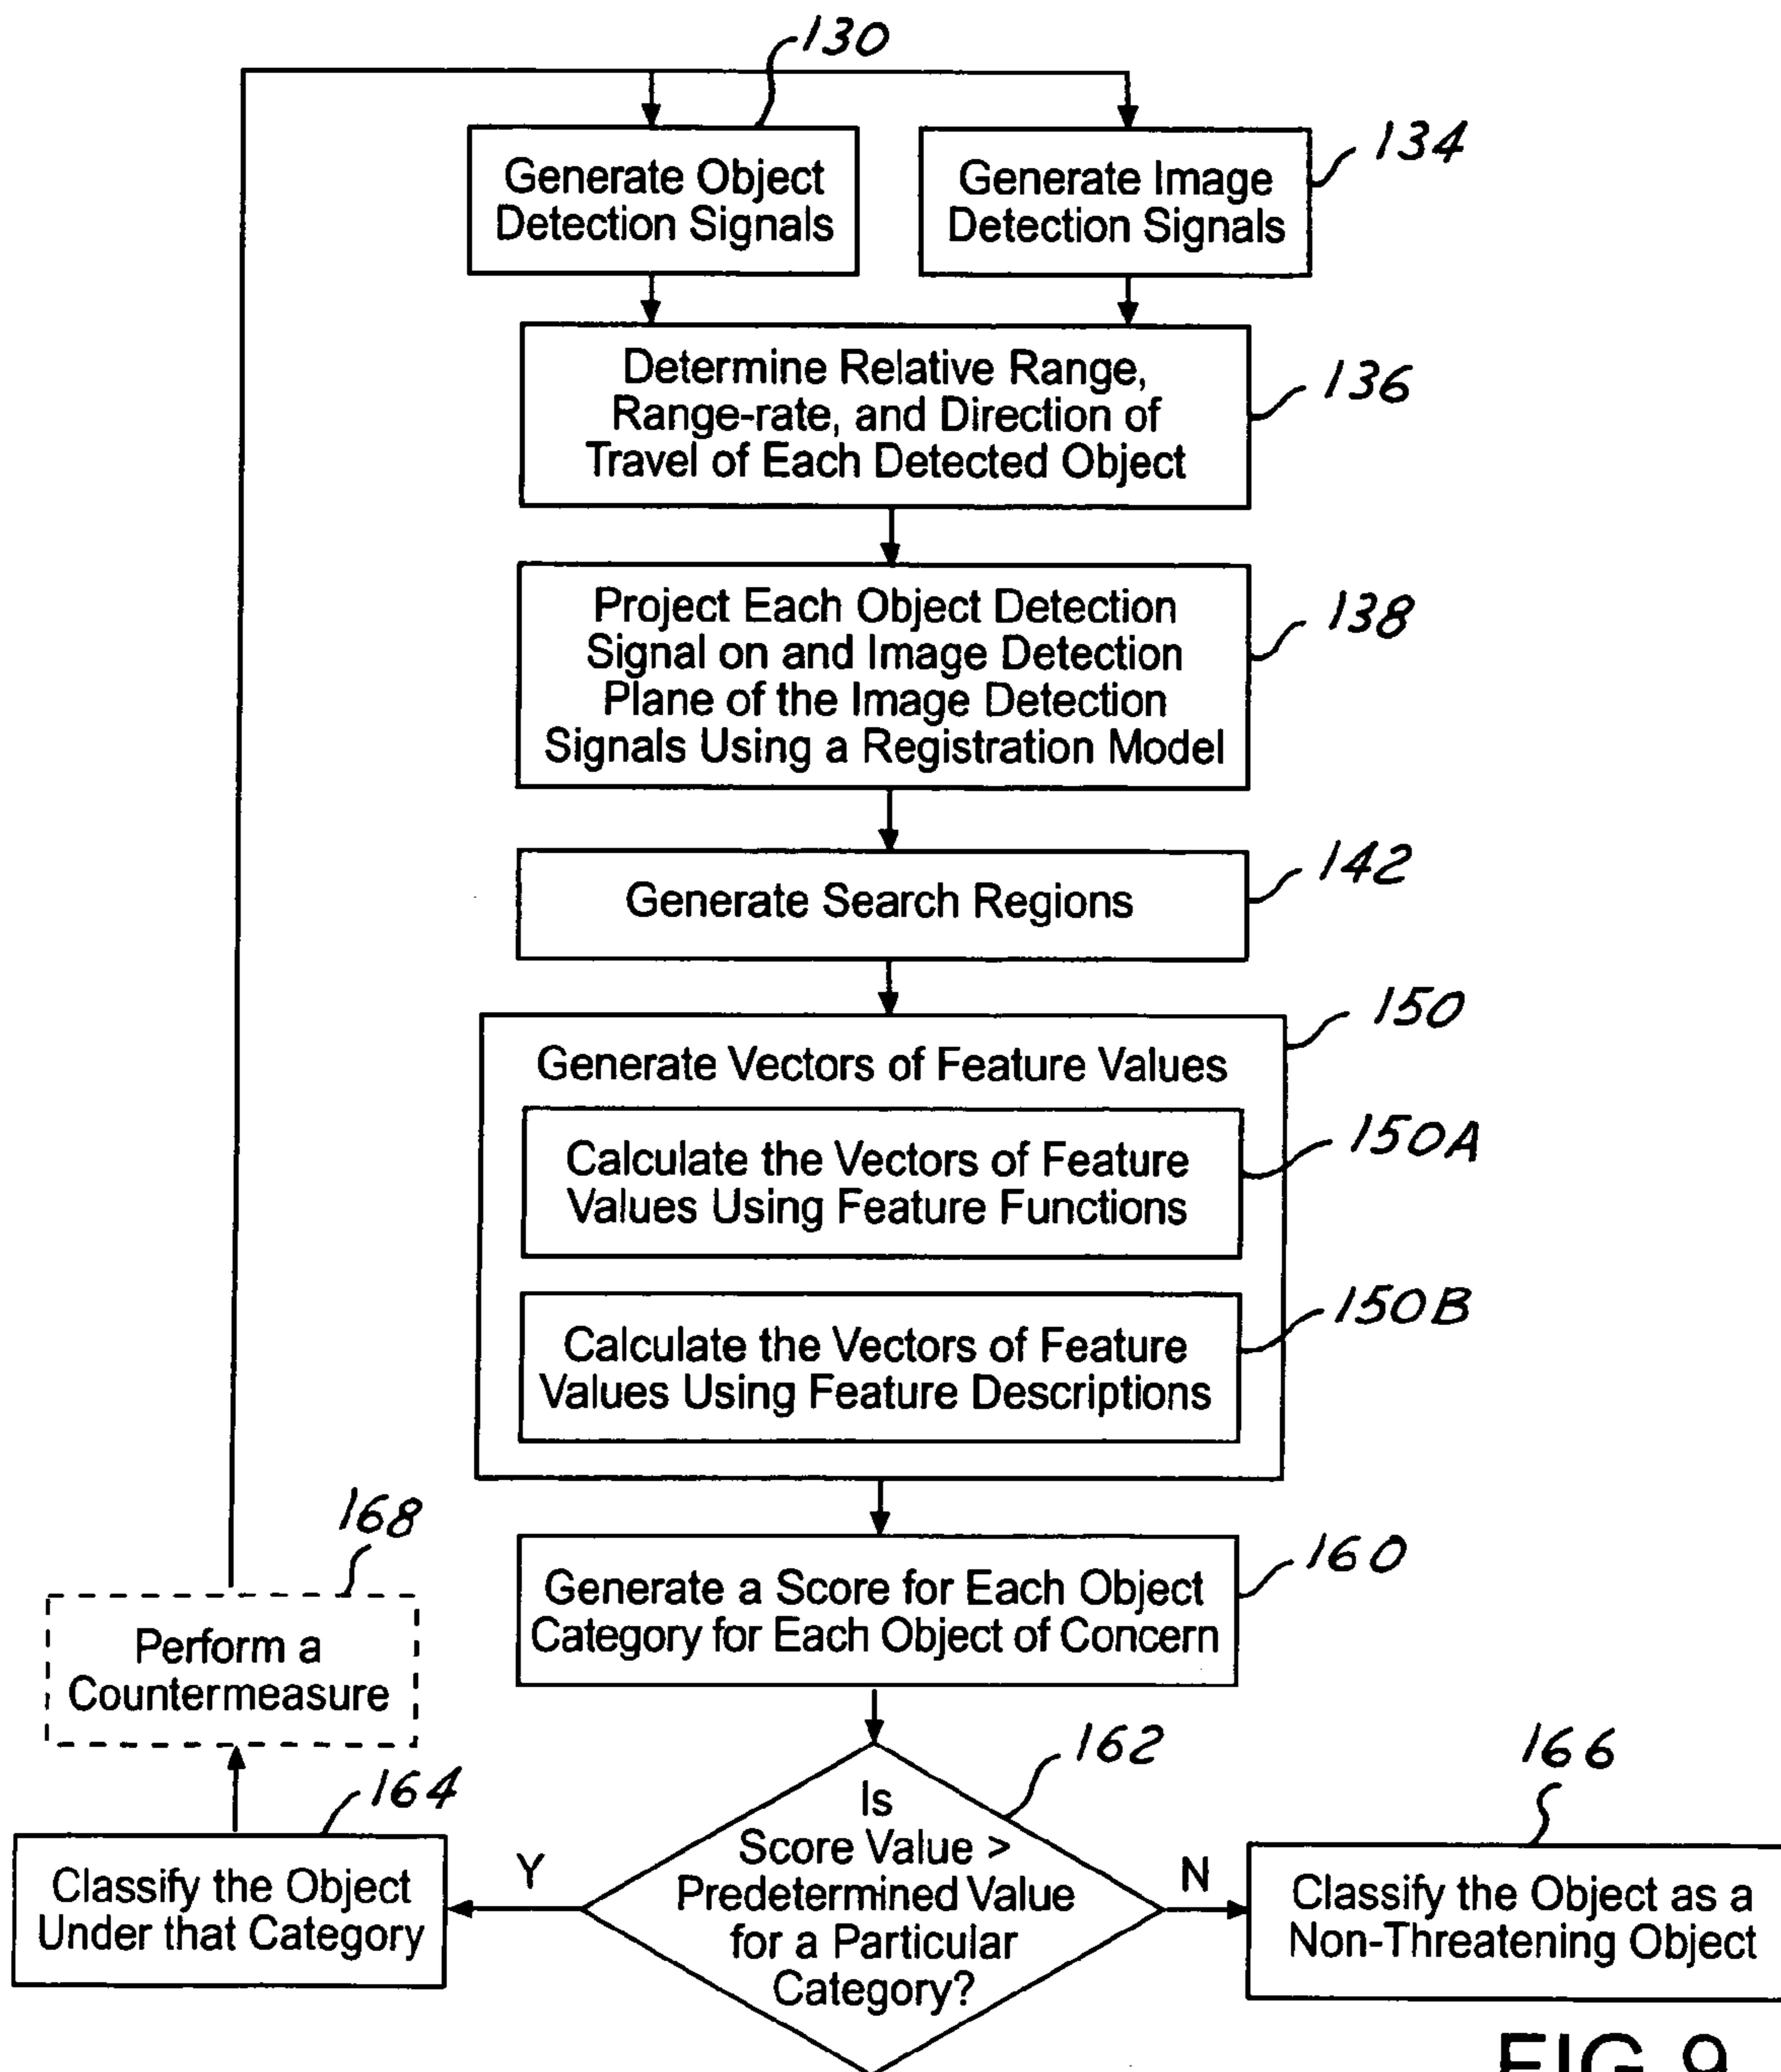 130
Generate Object
Detection Signals
Generate Image
Detection Signals
134
Determine Relative Range,
Range-rate, and Direction of
Travel of Each Detected Object
136
Project Each Object Detection
Signal on and Image Detection
Plane of the Image Detection
Signals Using a Registration Model
138
Generate Search Regions
142
150
Generate Vectors of Feature Values
Calculate the Vectors of Feature
Values Using Feature Functions
150A
Calculate the Vectors of Feature
Values Using Feature Descriptions
150B
Generate a Score for Each Object
Category for Each Object of Concern
160
168
Perform a
Countermeasure
162
Is
Score Value >
Predetermined Value
for a Particular
Category?
Y
N
164
Classify the Object
Under that Category
166
Classify the Object as a
Non-Threatening Object
FIG. 9